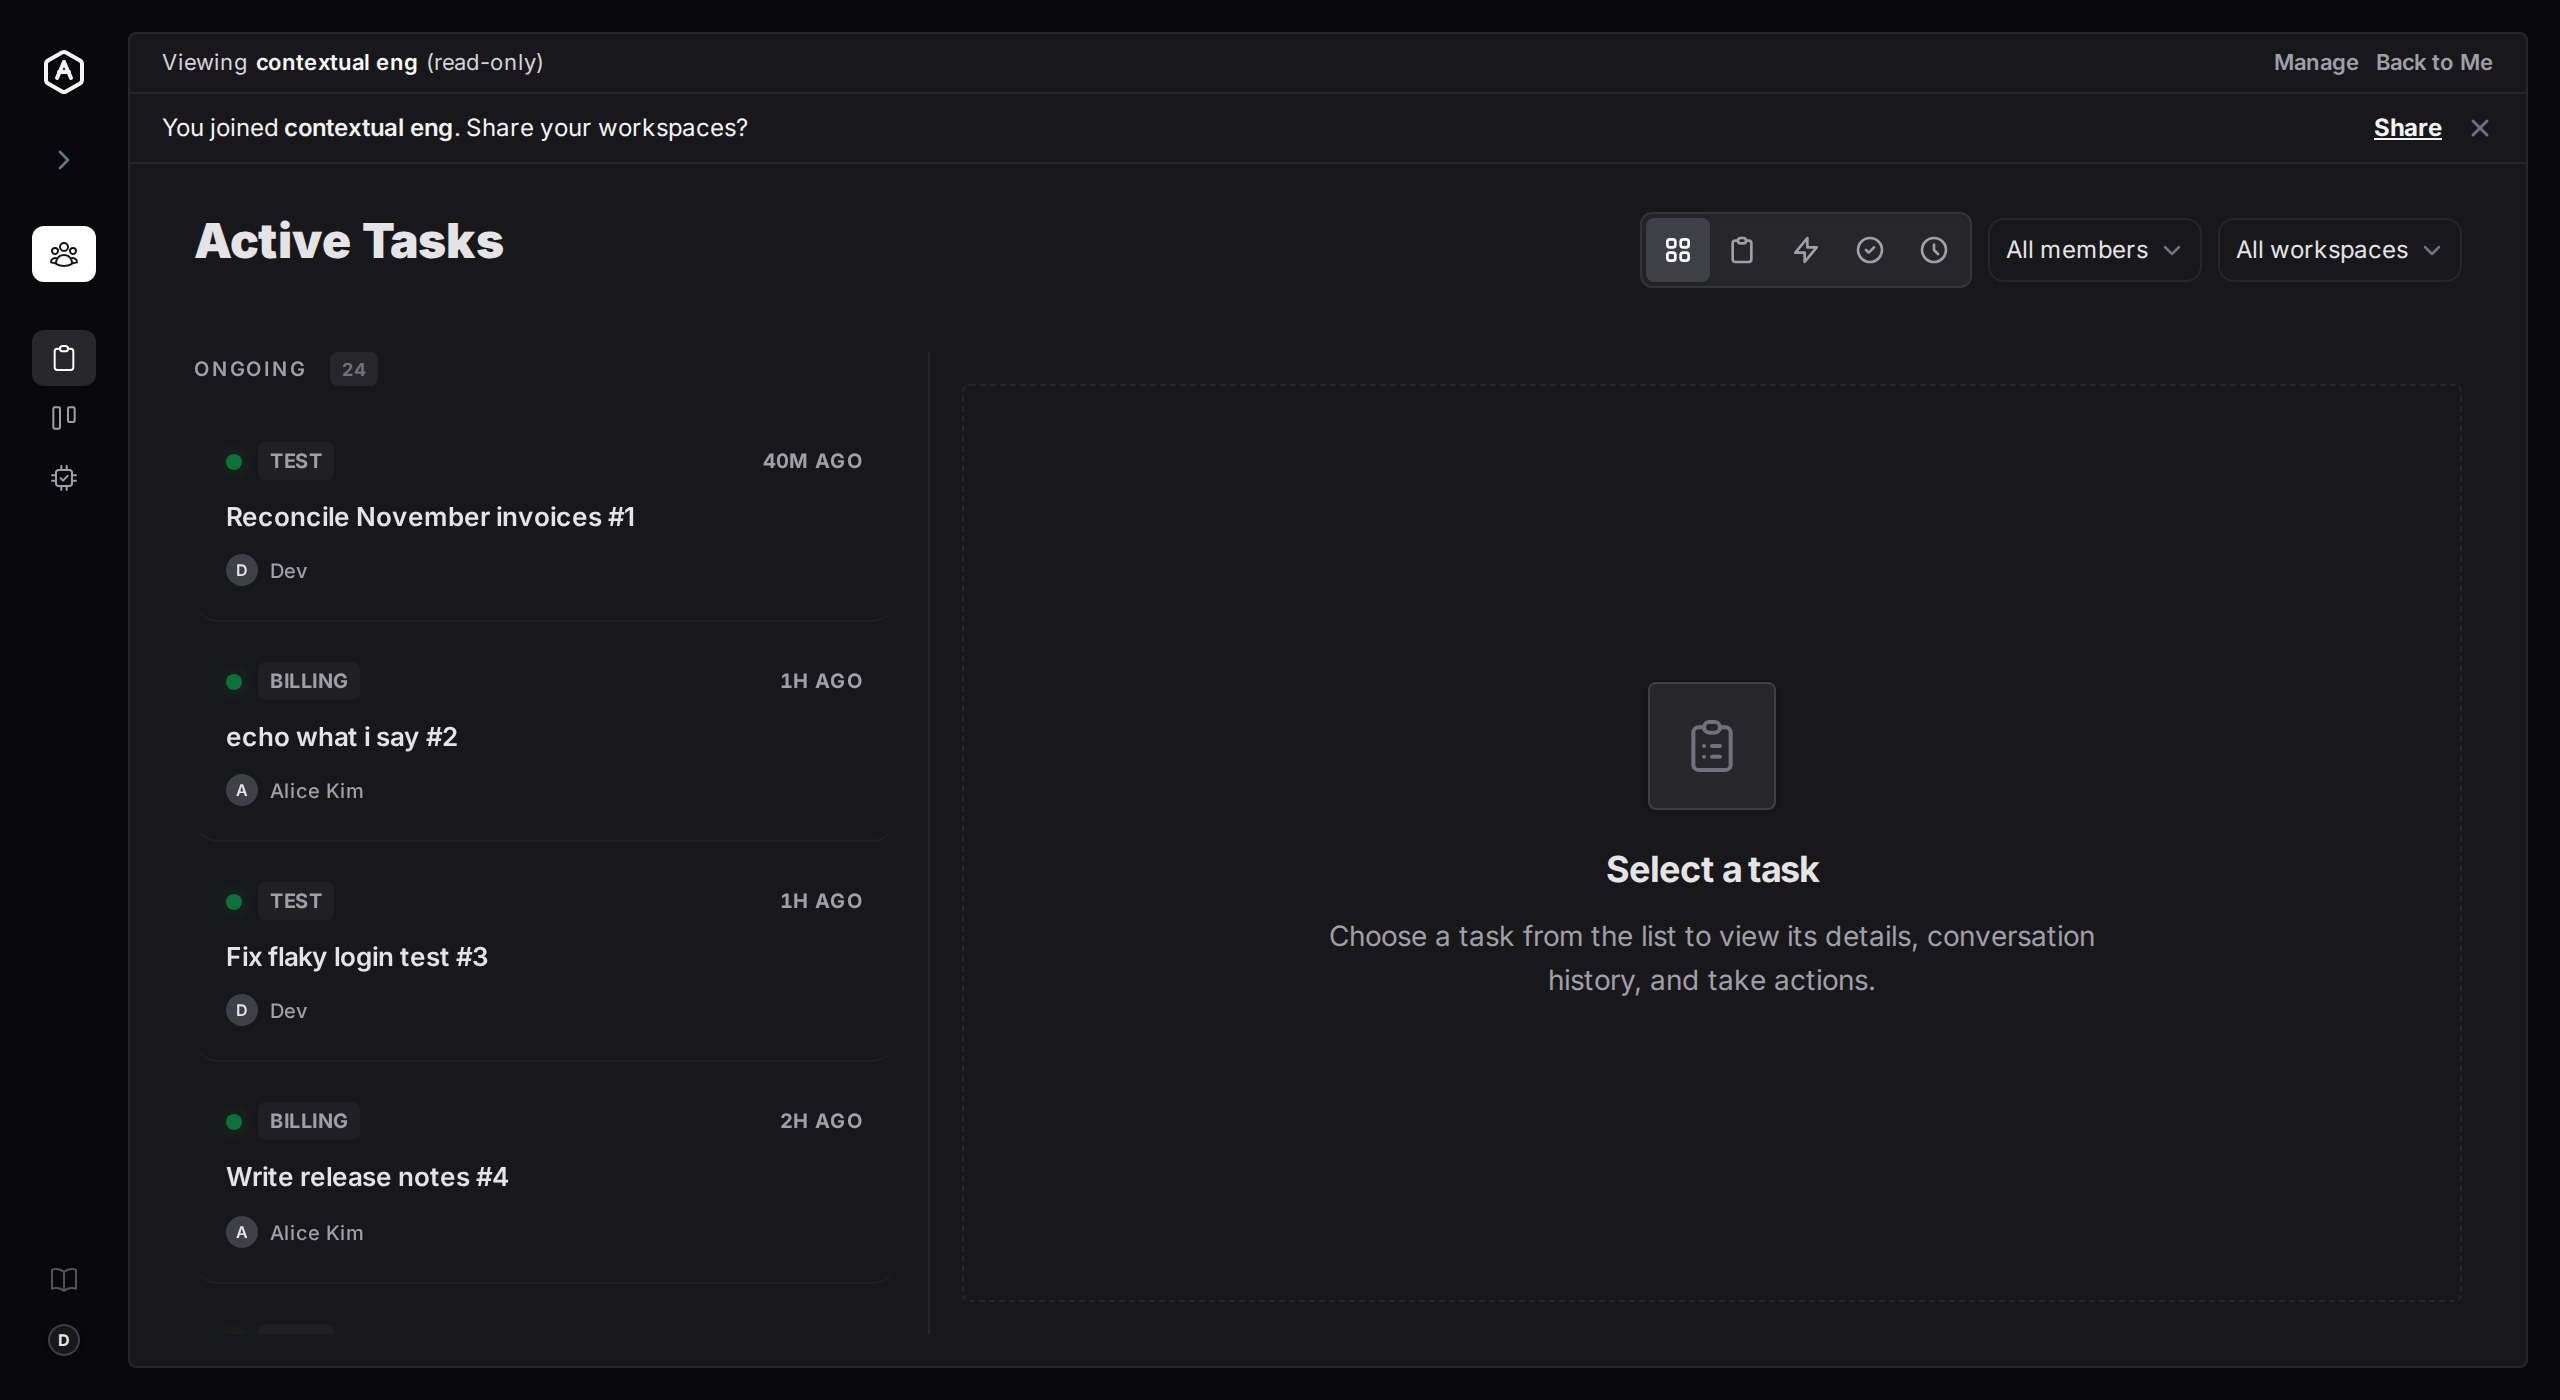 Viewing contextual eng (read-only)
Manage Back to Me
You joined contextual eng. Share your workspaces?
Share
Active Tasks
All members
All workspaces
ONGOING 24
TEST 40M AGO
Reconcile November invoices #1
D Dev
BILLING 1H AGO
echo what i say #2
A Alice Kim
TEST 1H AGO
Fix flaky login test #3
D Dev
BILLING 2H AGO
Write release notes #4
A Alice Kim
Select a task
Choose a task from the list to view its details, conversation
history, and take actions.
D